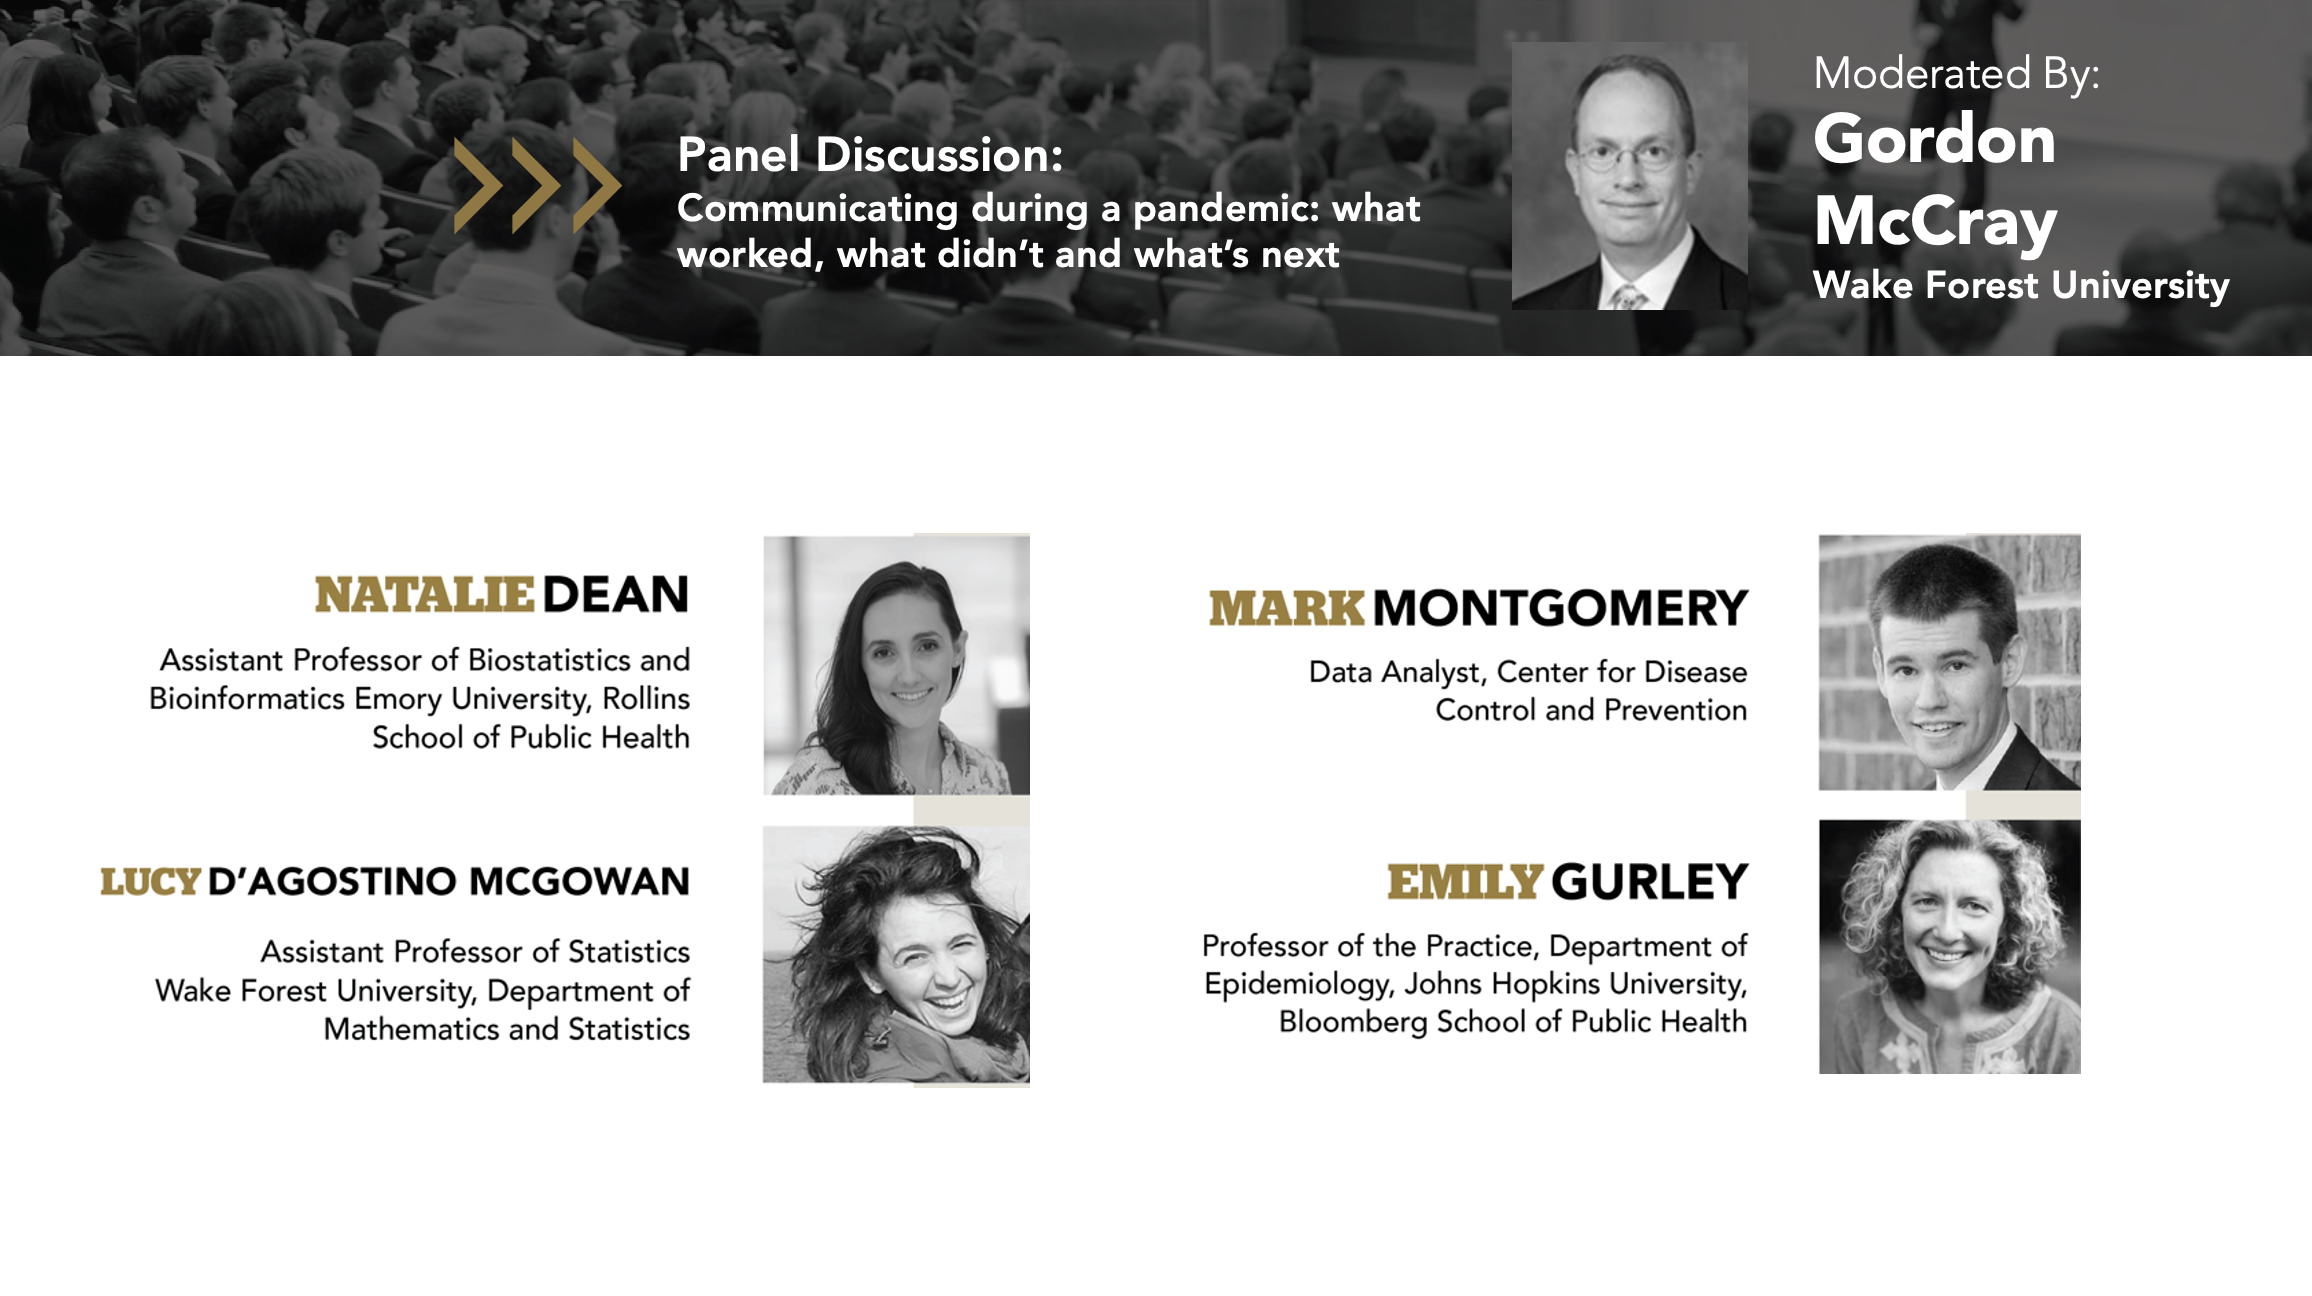 Panel Discussion:
Communicating during a pandemic: what
worked, what didn’t and what’s next
Moderated By:
Gordon
McCray
Wake Forest University
NATALIE DEAN
Assistant Professor of Biostatistics and
Bioinformatics Emory University, Rollins
School of Public Health
LUCY D’AGOSTINO MCGOWAN
Assistant Professor of Statistics
Wake Forest University, Department of
Mathematics and Statistics
MARK MONTGOMERY
Data Analyst, Center for Disease
Control and Prevention
EMILY GURLEY
Professor of the Practice, Department of
Epidemiology, Johns Hopkins University,
Bloomberg School of Public Health